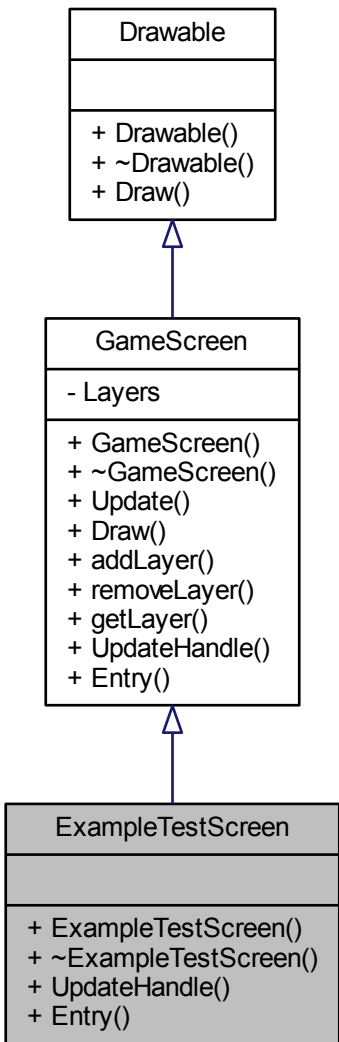 Drawable
+ Drawable()
+ ~Drawable()
+ Draw()
GameScreen
- Layers
+ GameScreen()
+ ~GameScreen()
+ Update()
+ Draw()
+ addLayer()
+ removeLayer()
+ getLayer()
+ UpdateHandle()
+ Entry()
ExampleTestScreen
+ ExampleTestScreen()
+ ~ExampleTestScreen()
+ UpdateHandle()
+ Entry()